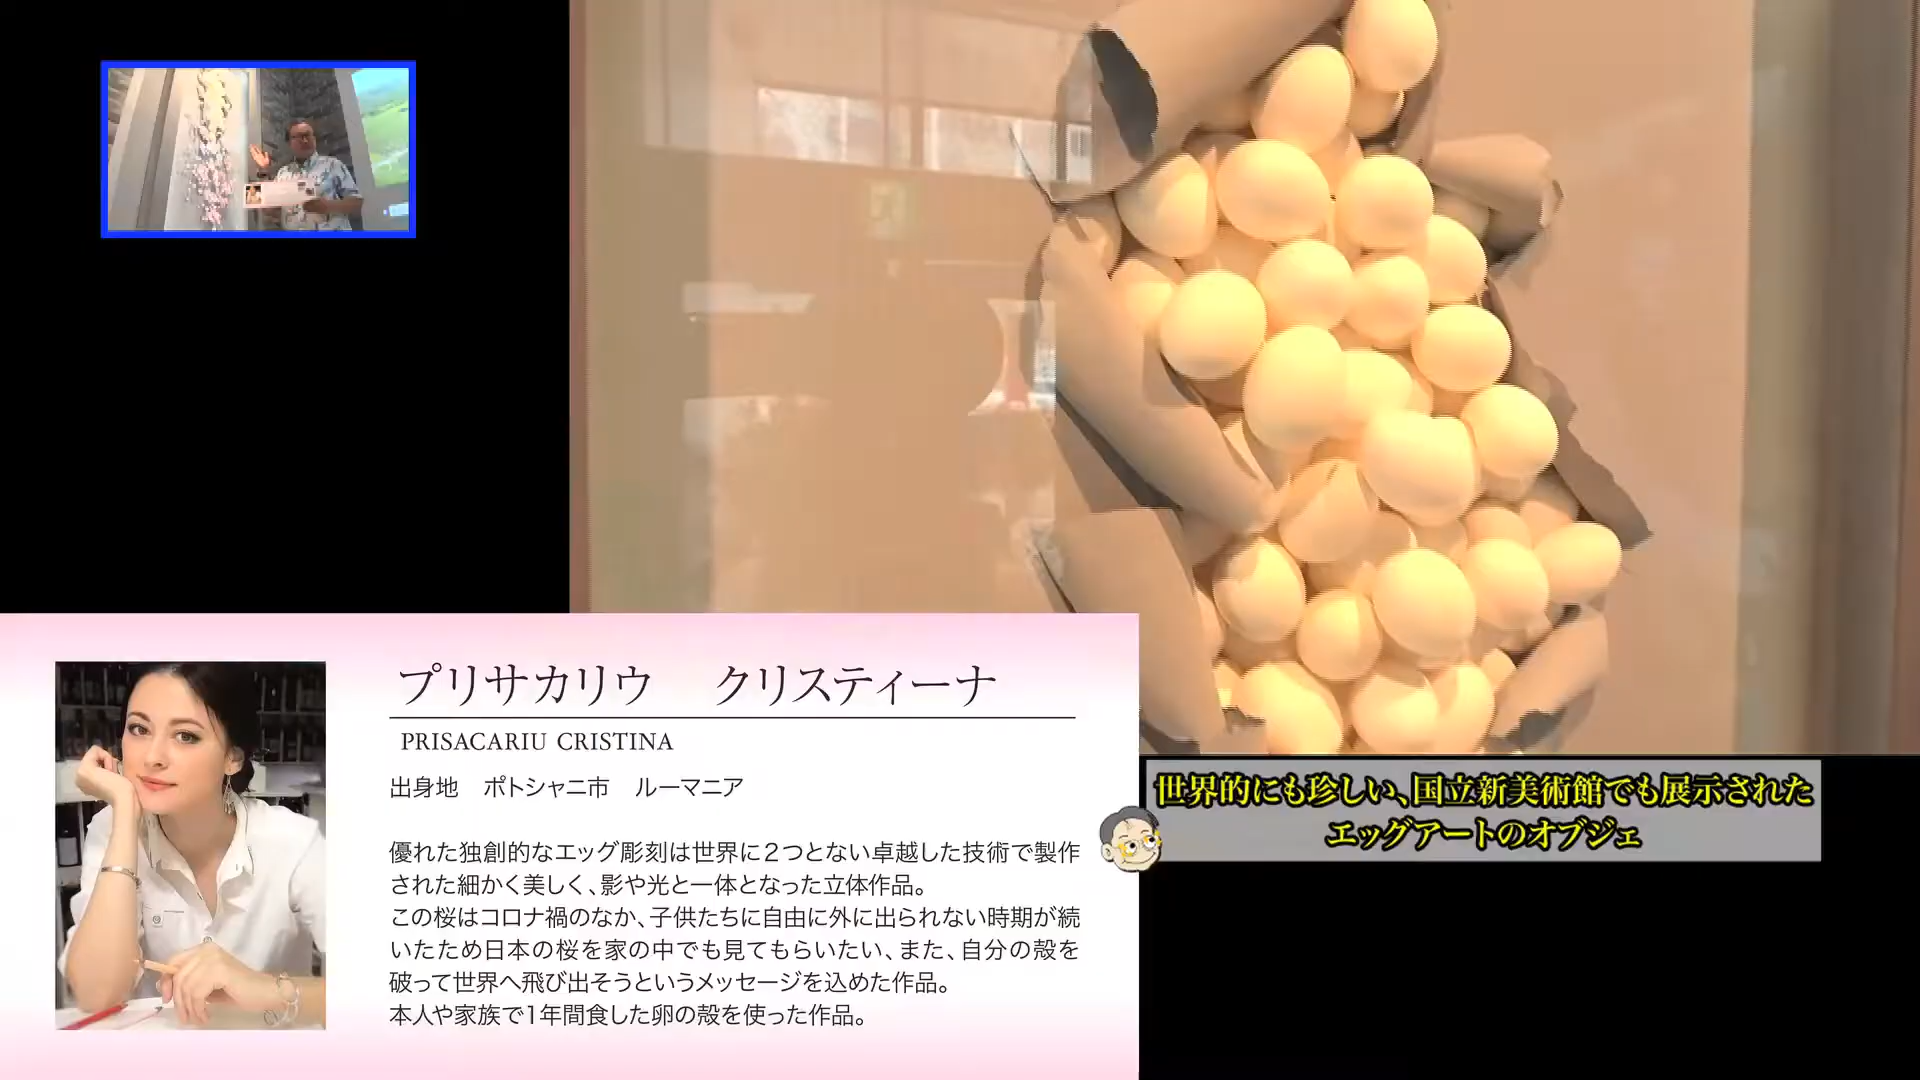 プリサカリウ　クリスティーナ
PRISACARIU CRISTINA
出身地　ポトシャニ市　ルーマニア
優れた独創的なエッグ彫刻は世界に2つとない卓越した技術で製作
された細かく美しく、影や光と一体となった立体作品。
この桜はコロナ禍のなか、子供たちに自由に外に出られない時期が続
いたため日本の桜を家の中でも見てもらいたい、また、自分の殻を
破って世界へ飛び出そうというメッセージを込めた作品。
本人や家族で1年間食した卵の殻を使った作品。
世界的にも珍しい、国立新美術館でも展示された
エッグアートのオブジェ